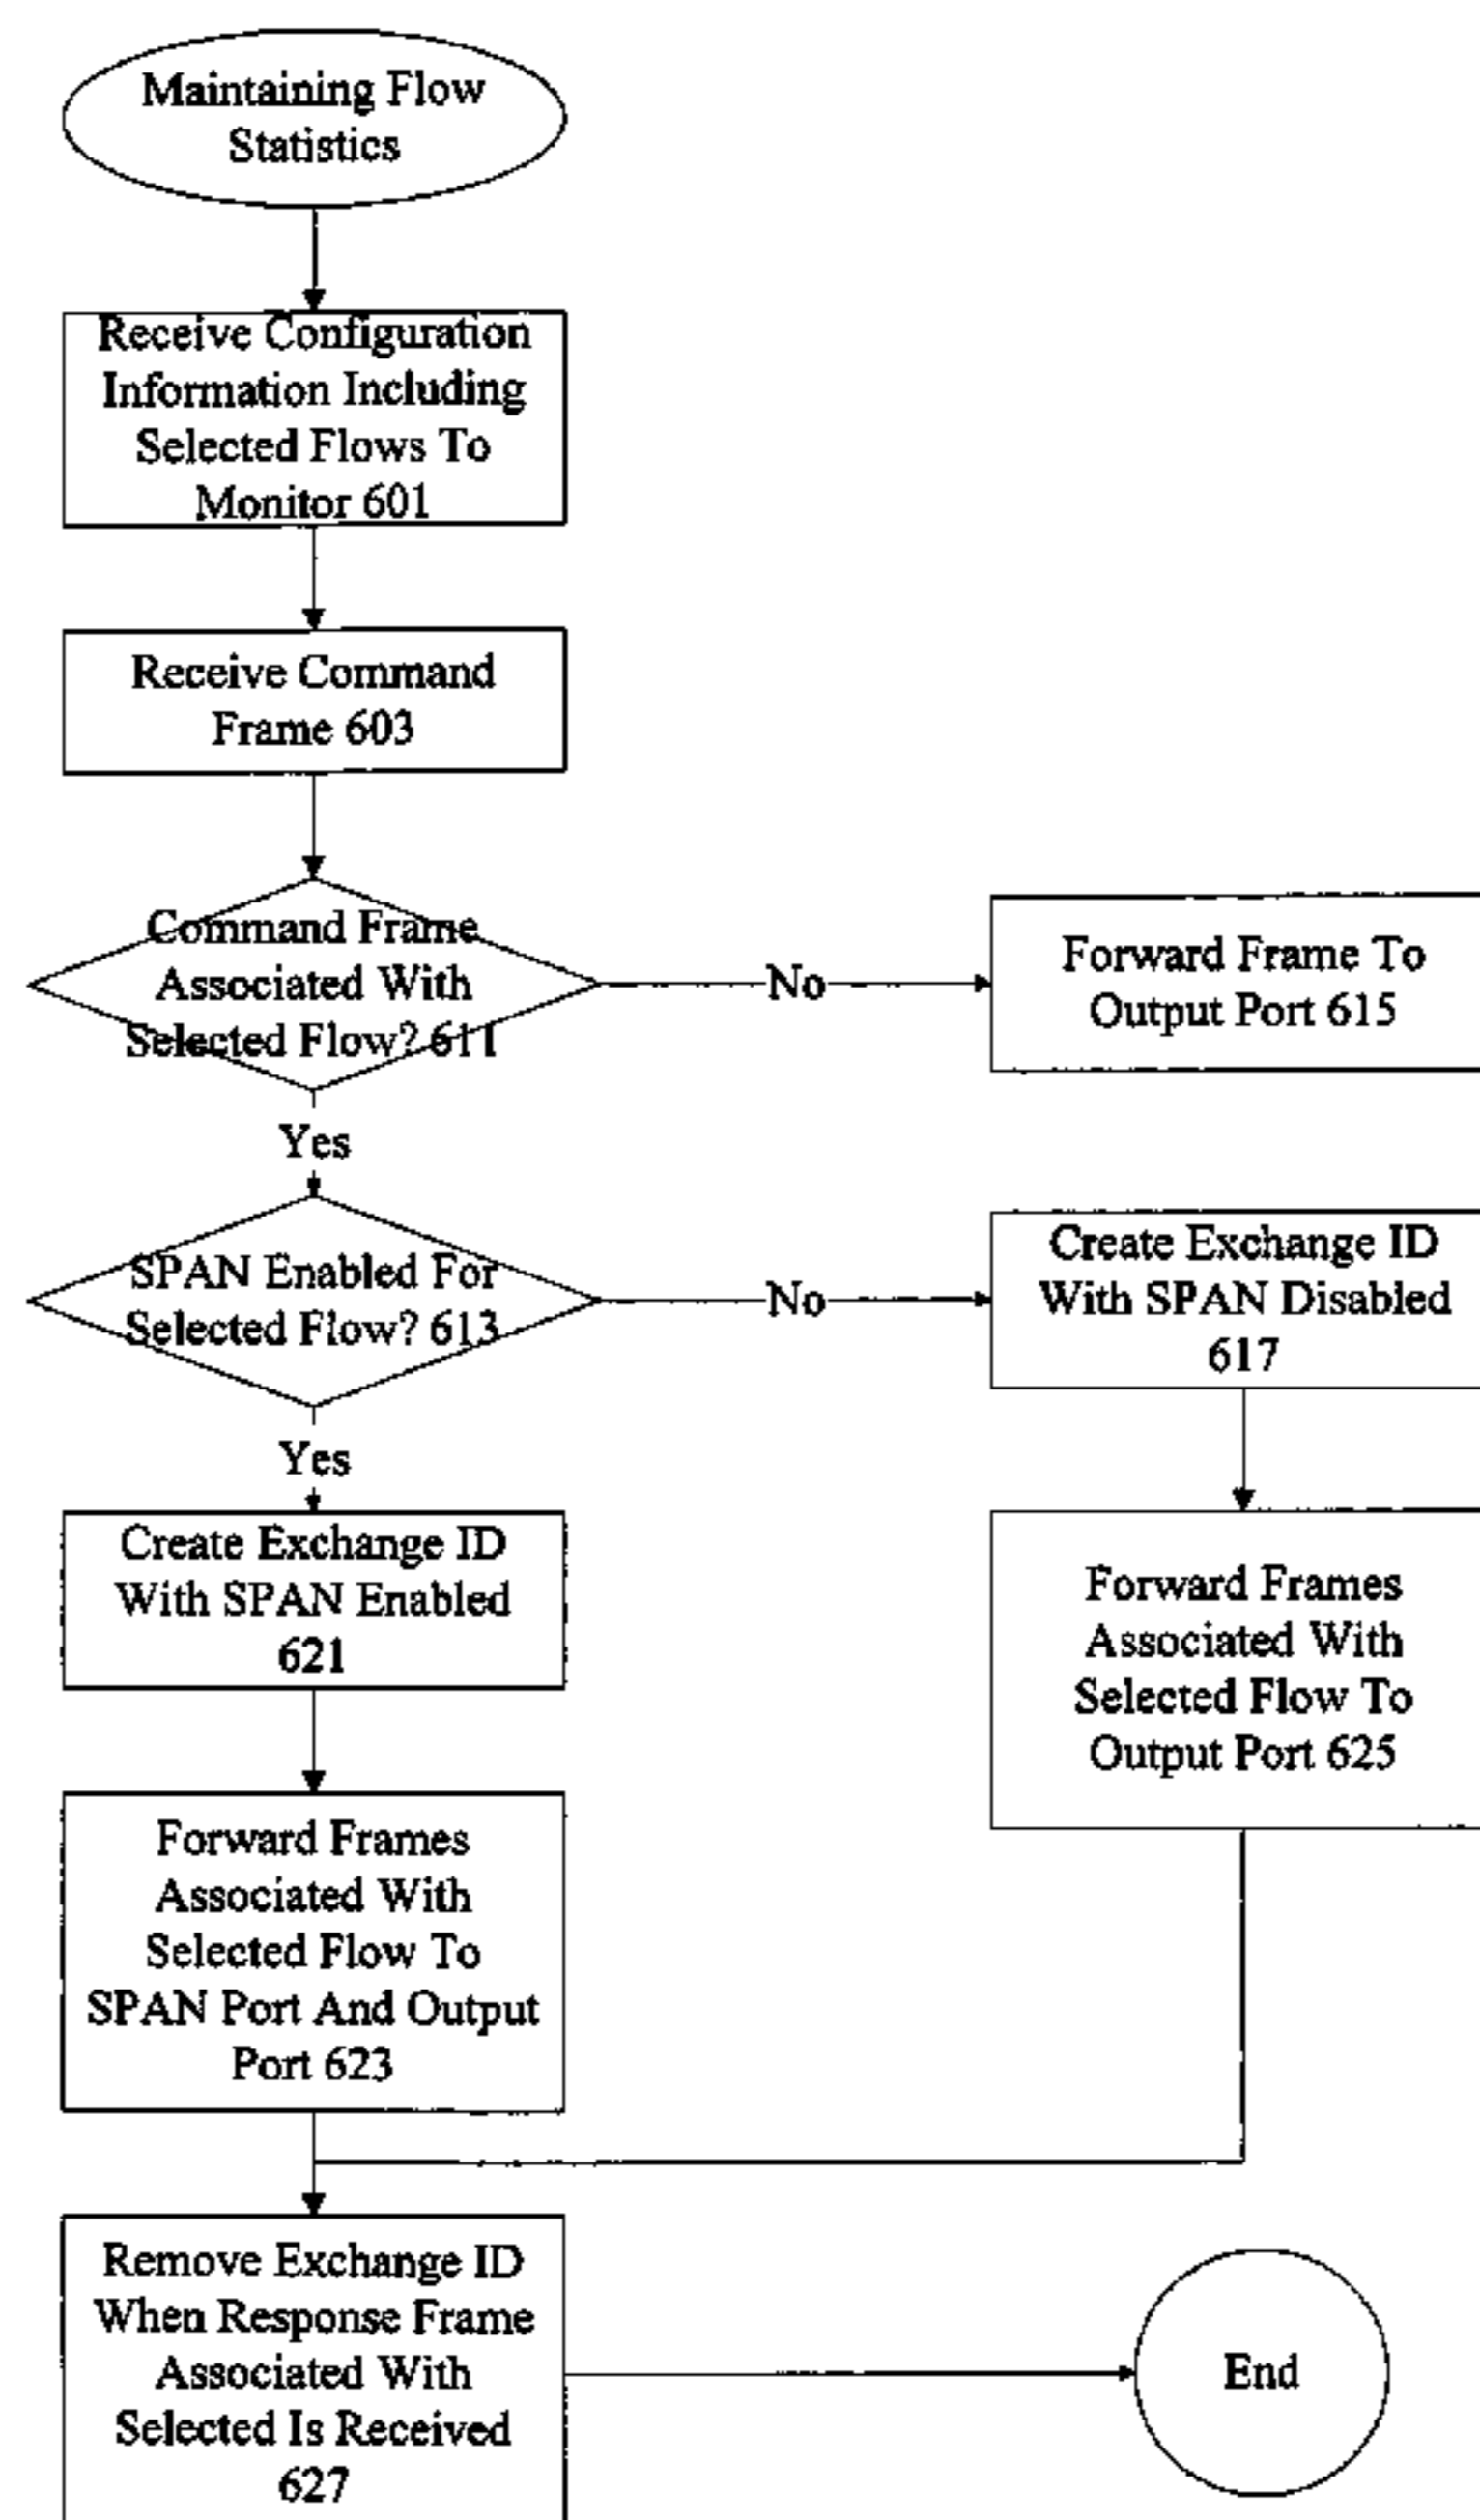 Maintaining Flow
Statistics
Receive Configuration
Information Including
Selected Flows To
Monitor 601
Receive Command
Frame 603
Command Frame
Associated With
Selected Flow? 611
No
Forward Frame To
Output Port 615
Yes
SPAN Enabled For
Selected Flow? 613
No
Create Exchange ID
With SPAN Disabled
617
Yes
Create Exchange ID
With SPAN Enabled
621
Forward Frames
Associated With
Selected Flow To
Output Port 625
Forward Frames
Associated With
Selected Flow To
SPAN Port And Output
Port 623
Remove Exchange ID
When Response Frame
Associated With
Selected Is Received
627
End